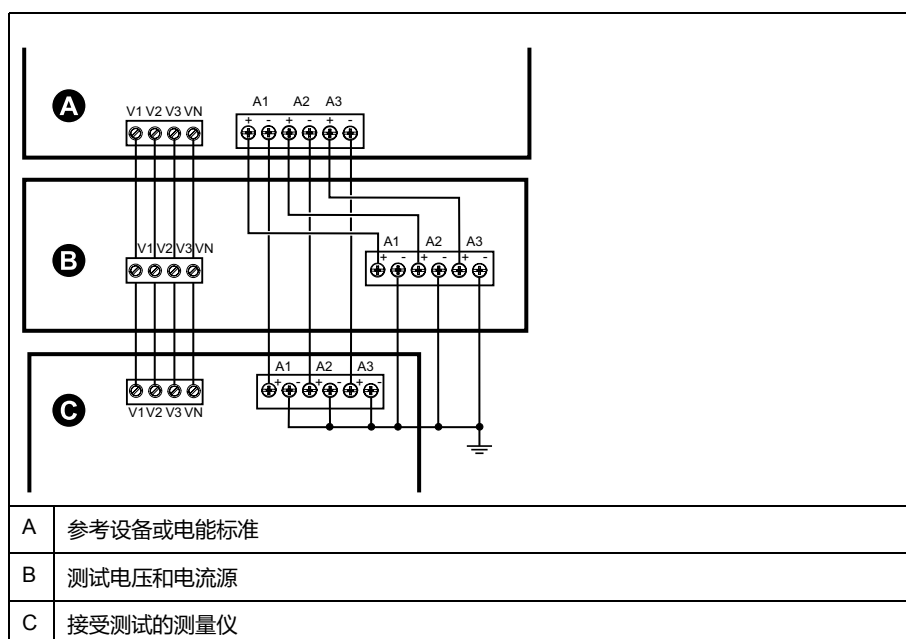 A
V1 V2 V3 VN
A1 A2 A3
+ - + - + -
B
V1 V2 V3 VN
A1 A2 A3
+ - + - + -
C
A1 A2 A3
+ - + - + -
V1 V2 V3 VN
A 参考设备或电能标准
B 测试电压和电流源
C 接受测试的测量仪